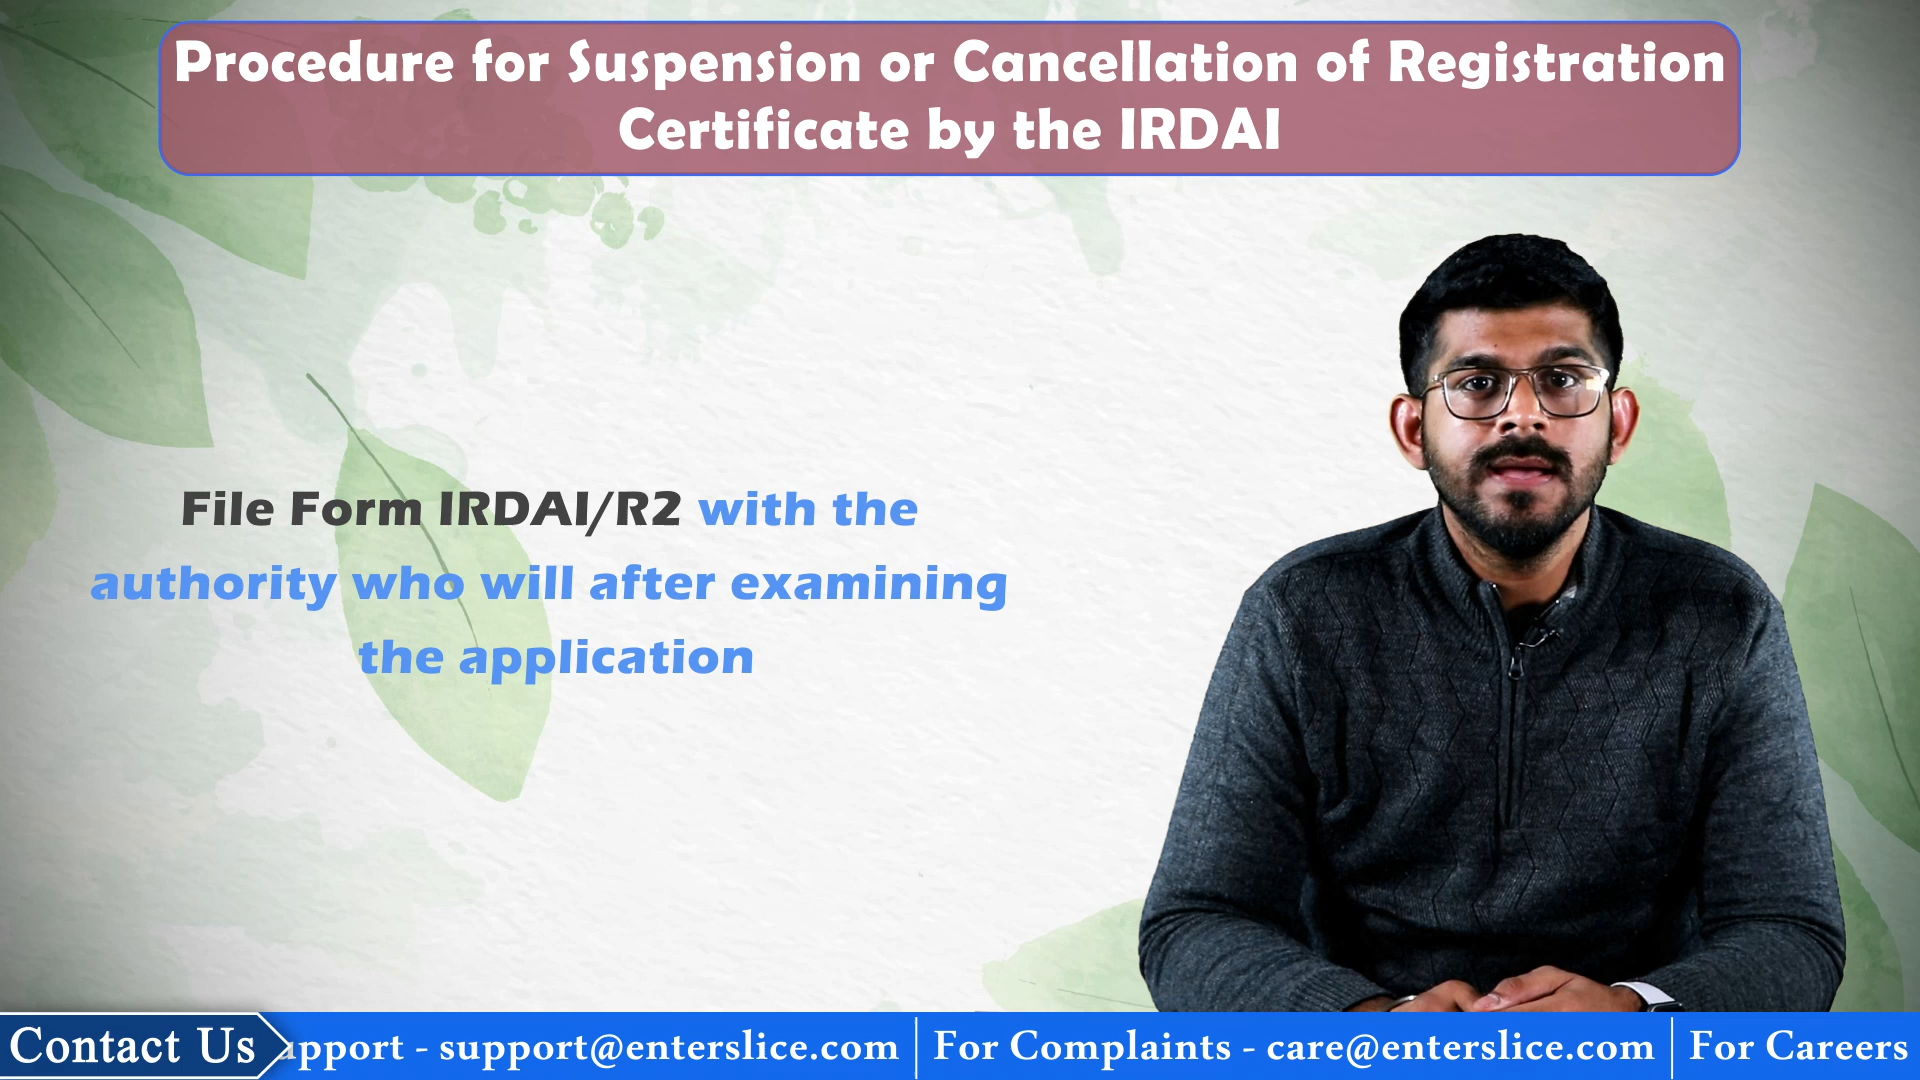 Procedure for Suspension or Cancellation of Registration
Certificate by the IRDAI
File Form IRDAI/R2 with the
authority who will after examining
the application
Contact Us
- support@enterslice.com | For Complaints - care@enterslice.com | For Careers